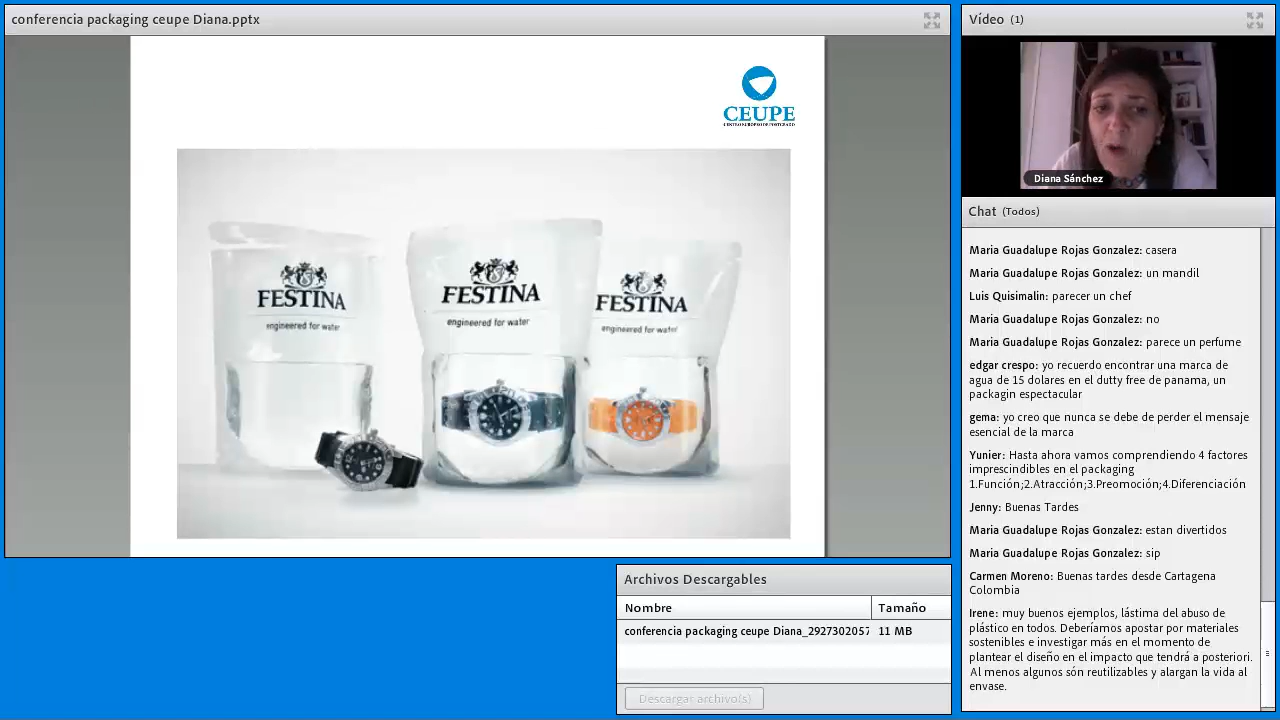 conferencia packaging ceupe Diana.pptx
CEUPE
CENTRO EUROPEO DE POSTGRADO
FESTINA
engineered for water
FESTINA
engineered for water
FESTINA
engineered for water
Archivos Descargables
Nombre
Tamaño
conferencia packaging ceupe Diana_2927302057
11 MB
Descargar archivo(s)
Vídeo (1)
Diana Sánchez
Chat (Todos)
Maria Guadalupe Rojas Gonzalez: casera
Maria Guadalupe Rojas Gonzalez: un mandil
Luis Quisimalin: parecer un chef
Maria Guadalupe Rojas Gonzalez: no
Maria Guadalupe Rojas Gonzalez: parece un perfume
edgar crespo: yo recuerdo encontrar una marca de
agua de 15 dolares en el dutty free de panama, un
packagin espectacular
gema: yo creo que nunca se debe de perder el mensaje
esencial de la marca
Yunier: Hasta ahora vamos comprendiendo 4 factores
imprescindibles en el packaging
1.Función;2.Atracción;3.Preomoción;4.Diferenciación
Jenny: Buenas Tardes
Maria Guadalupe Rojas Gonzalez: estan divertidos
Maria Guadalupe Rojas Gonzalez: sip
Carmen Moreno: Buenas tardes desde Cartagena
Colombia
Irene: muy buenos ejemplos, lástima del abuso de
plástico en todos. Deberíamos apostar por materiales
sostenibles e investigar más en el momento de
plantear el diseño en el impacto que tendrá a posteriori.
Al menos algunos són reutilizables y alargan la vida al
envase.